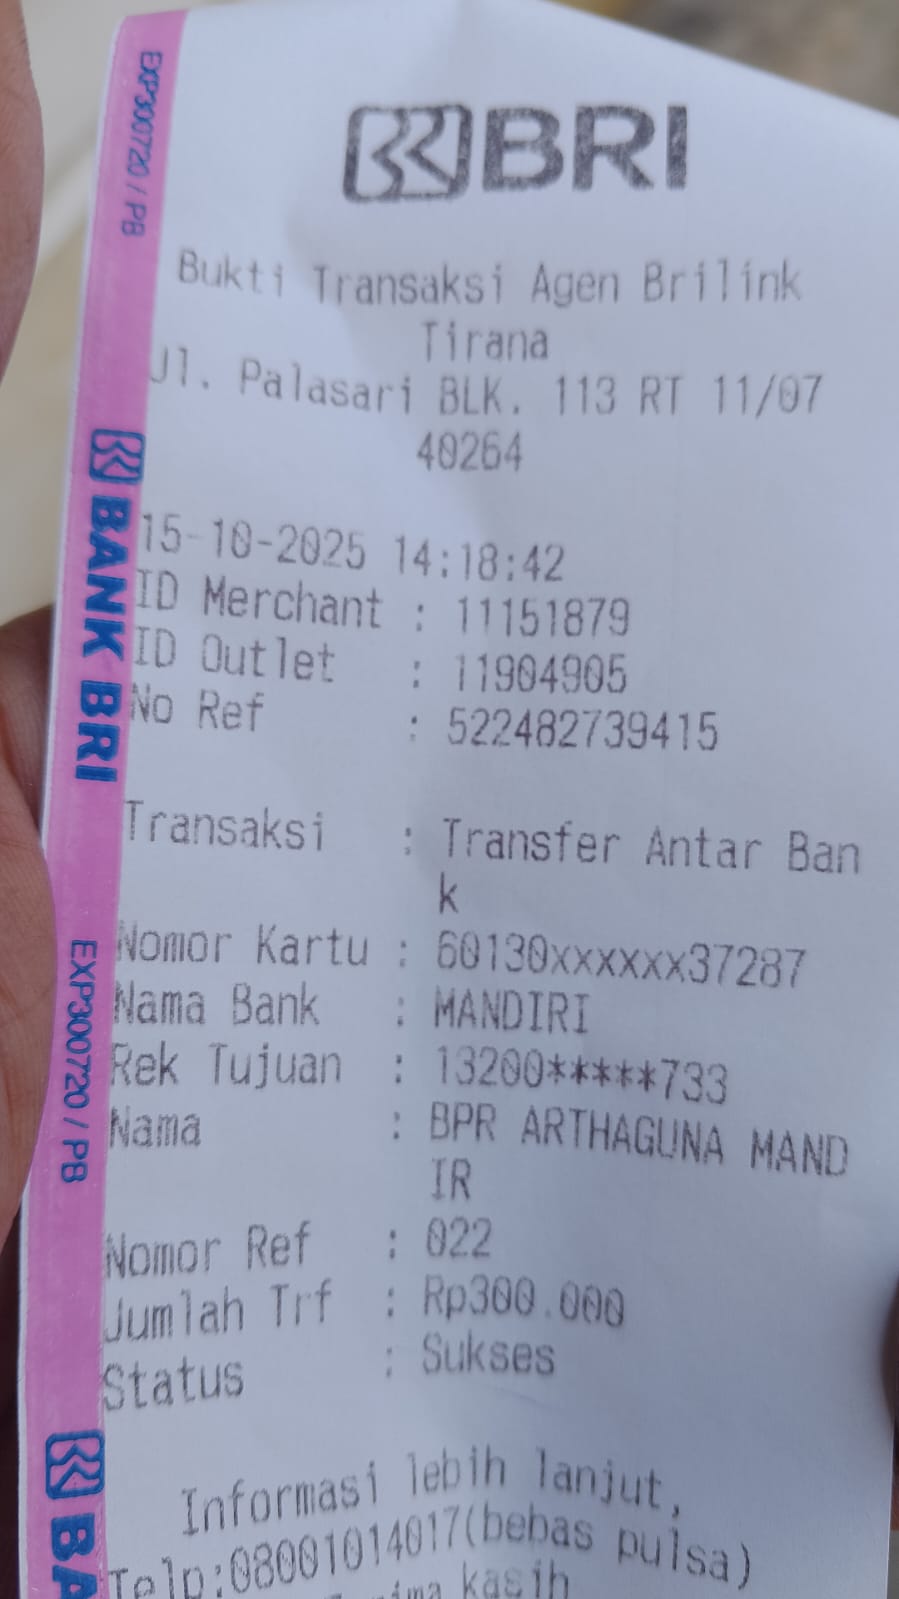 BRI
Bukti Transaksi Agen Brilink
Tirana
Jl. Palasari BLK. 113 RT 11/07
40264
15-10-2025 14:18:42
ID Merchant : 11151879
ID Outlet : 11904905
No Ref : 522482739415
Transaksi : Transfer Antar Ban
k
Nomor Kartu : 60130xxxxxx37287
Nama Bank : MANDIRI
Rek Tujuan : 13200*****733
Nama : BPR ARTHAGUNA MAND
IR
Nomor Ref : 022
Jumlah Trf : Rp300.000
Status : Sukses
Informasi lebih lanjut,
Telp:08001014017(bebas pulsa)
kasih
EXP300720 / PB
BANK BRI
EXP300720 / PB
BA